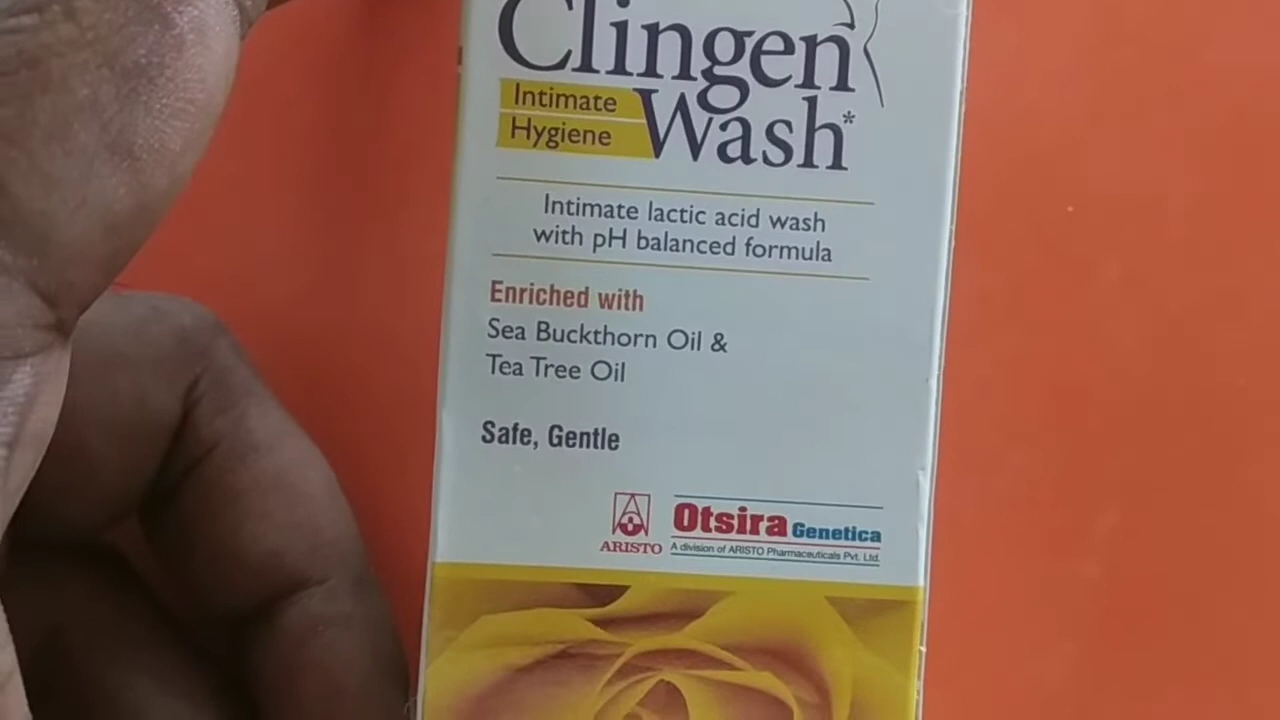 Clingen
Intimate
Hygiene
Wash*
Intimate lactic acid wash
with pH balanced formula
Enriched with
Sea Buckthorn Oil &
Tea Tree Oil
Safe, Gentle
ARISTO
Otsira Genetica
A division of ARISTO Pharmaceuticals Pvt. Ltd.